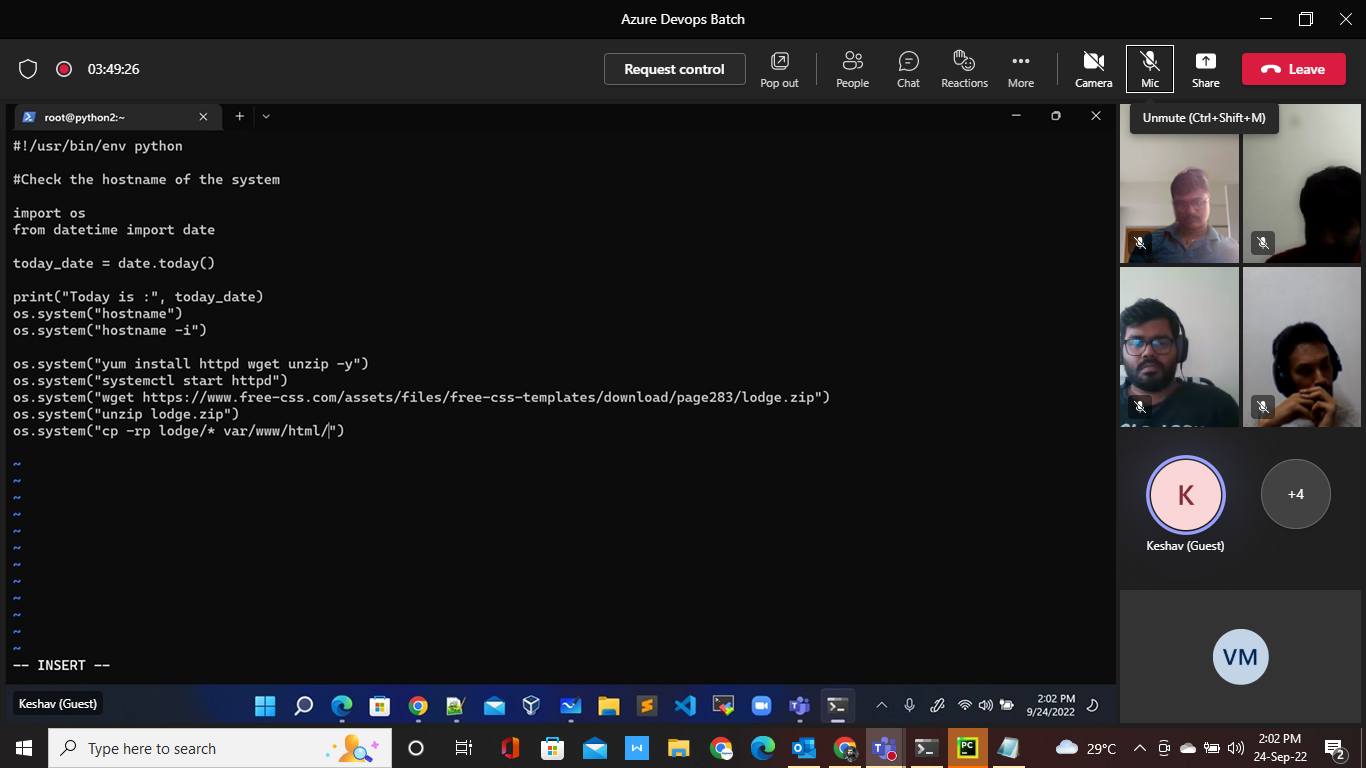 Azure Devops Batch
03:49:26
Request control
Pop out
People
Chat
Reactions
More
Camera
Mic
Share
Leave
Unmute (Ctrl+Shift+M)
root@python2:~
#!/usr/bin/env python
#Check the hostname of the system
import os
from datetime import date
today_date = date.today()
print("Today is :", today_date)
os.system("hostname")
os.system("hostname -i")
os.system("yum install httpd wget unzip -y")
os.system("systemctl start httpd")
os.system("wget https://www.free-css.com/assets/files/free-css-templates/download/page283/lodge.zip")
os.system("unzip lodge.zip")
os.system("cp -rp lodge/* var/www/html/")
~
~
~
~
~
~
~
~
~
~
~
~
-- INSERT --
K
+4
Keshav (Guest)
VM
Keshav (Guest)
2:02 PM
9/24/2022
Type here to search
W
PC
29°C
2:02 PM
24-Sep-22
2